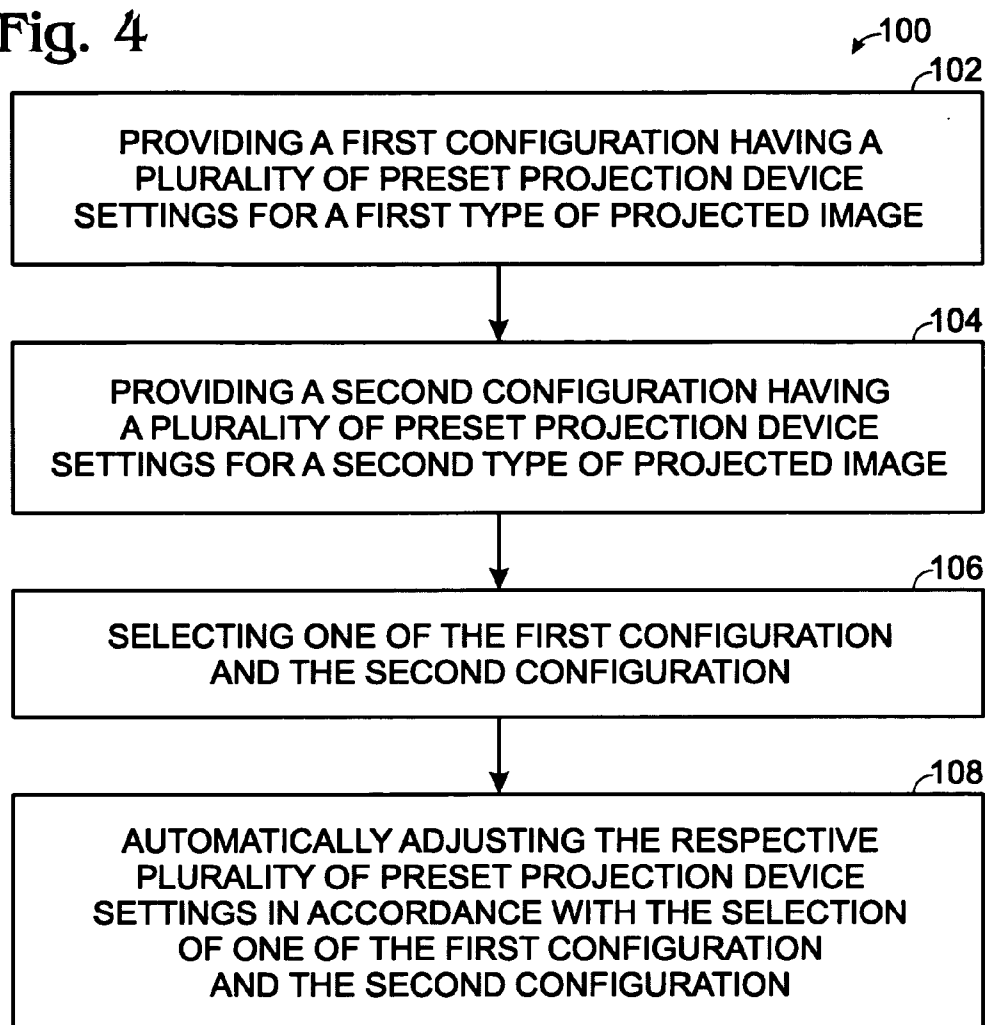 Fig. 4
100
102
PROVIDING A FIRST CONFIGURATION HAVING A
PLURALITY OF PRESET PROJECTION DEVICE
SETTINGS FOR A FIRST TYPE OF PROJECTED IMAGE
104
PROVIDING A SECOND CONFIGURATION HAVING
A PLURALITY OF PRESET PROJECTION DEVICE
SETTINGS FOR A SECOND TYPE OF PROJECTED IMAGE
106
SELECTING ONE OF THE FIRST CONFIGURATION
AND THE SECOND CONFIGURATION
108
AUTOMATICALLY ADJUSTING THE RESPECTIVE
PLURALITY OF PRESET PROJECTION DEVICE
SETTINGS IN ACCORDANCE WITH THE SELECTION
OF ONE OF THE FIRST CONFIGURATION
AND THE SECOND CONFIGURATION